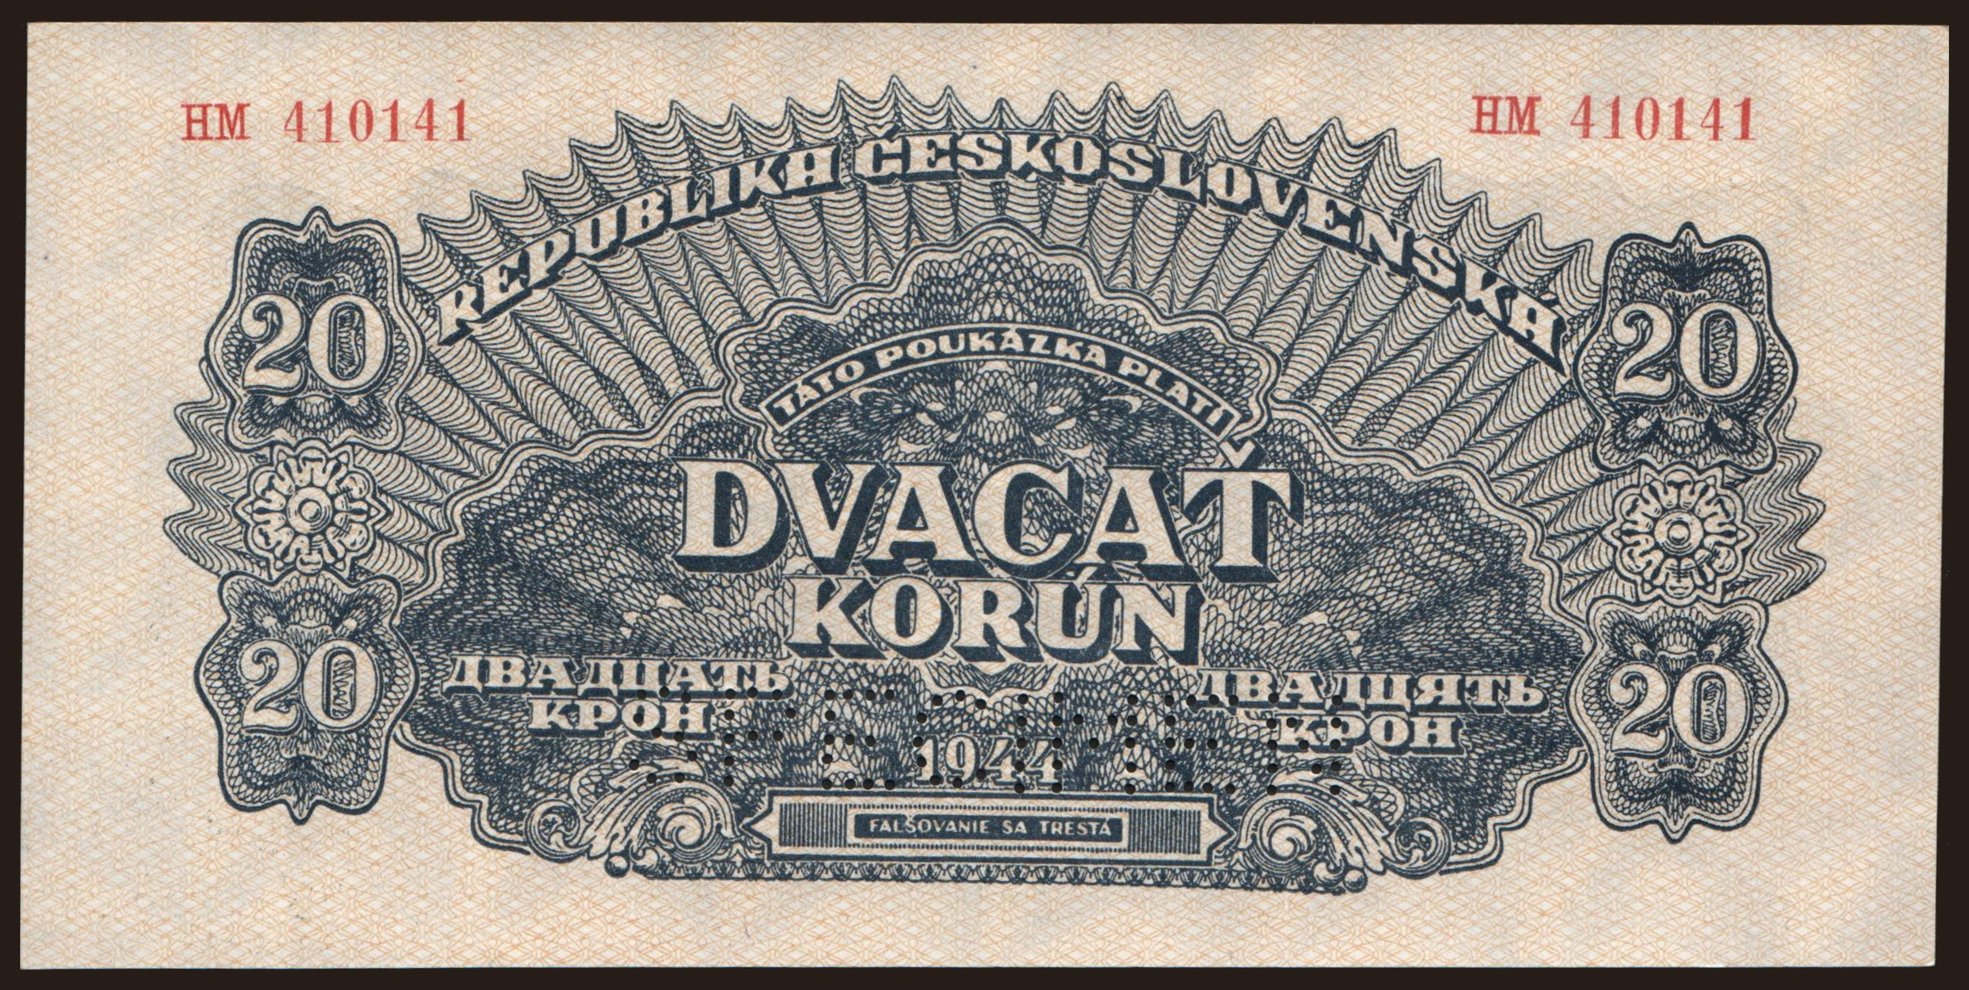 HM 410141
HM 410141
REPUBLIKA ČESKOSLOVENSKÁ
20
20
TÁTO POUKÁZKA PLATÍ
DVACAŤ
KORÚN
ДВАДЦАТЬ
КРОН
ДВАДЦЯТЬ
КРОН
20
20
SPECIMEN
1944
FALŠOVANIE SA TRESTÁ